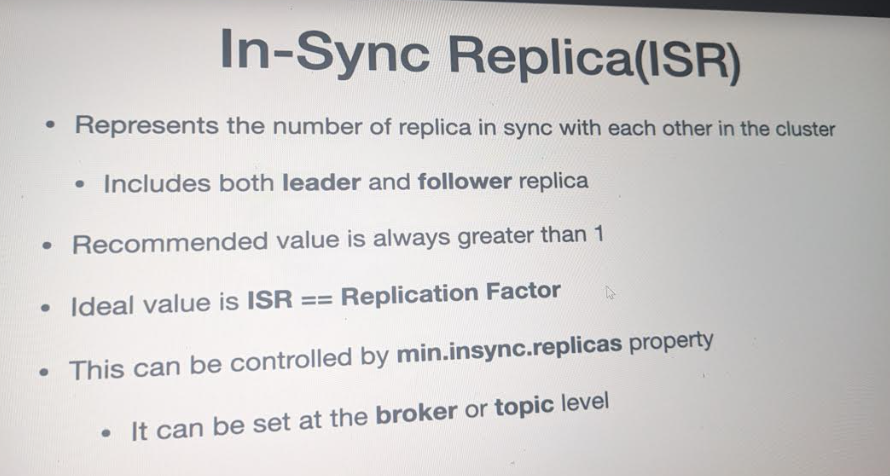 In-Sync Replica(ISR)
• Represents the number of replica in sync with each other in the cluster
• Includes both leader and follower replica
• Recommended value is always greater than 1
• Ideal value is ISR == Replication Factor
• This can be controlled by min.insync.replicas property
• It can be set at the broker or topic level